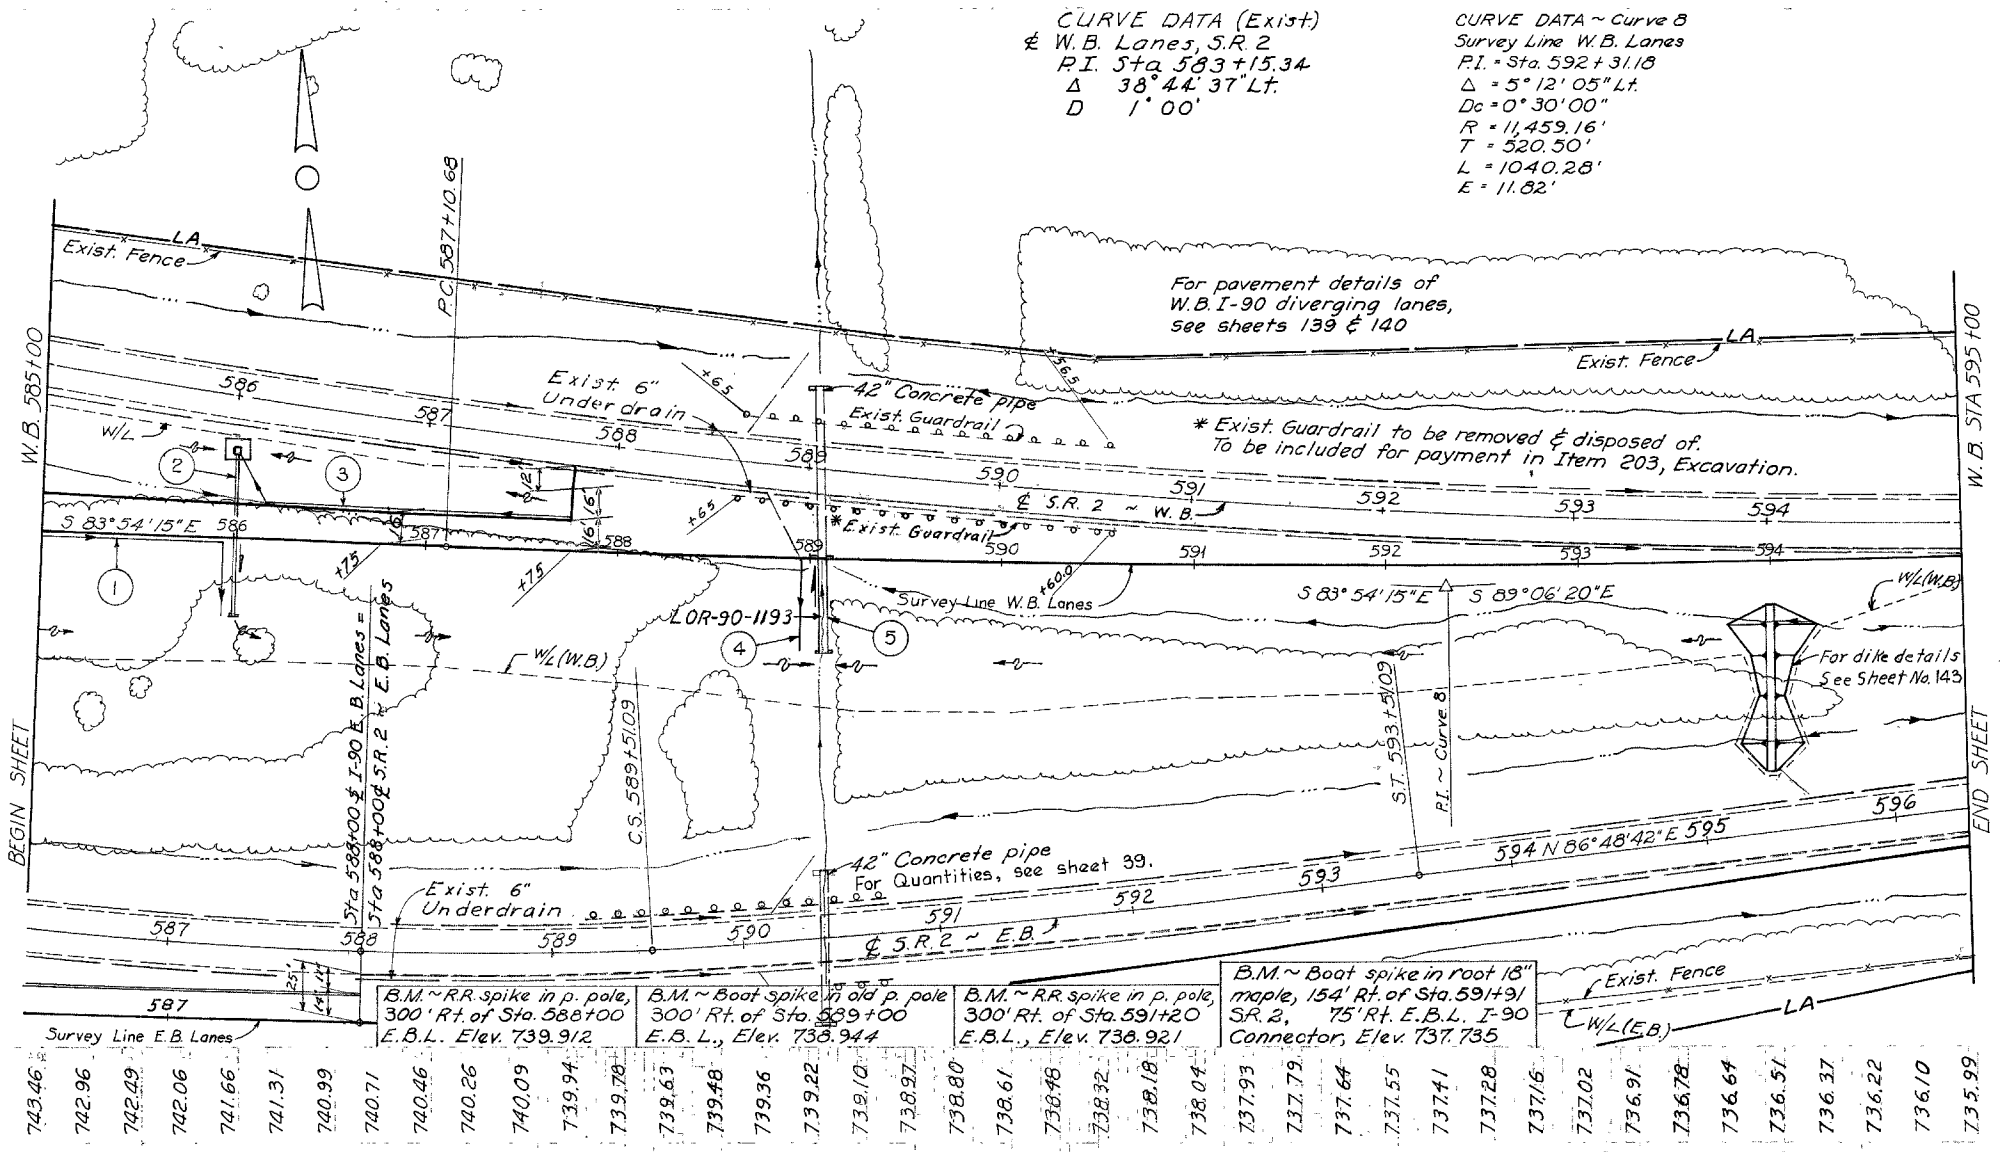 CURVE DATA (Exist)
₵ W.B. Lanes, S.R. 2
P.I. Sta 583+15.34
Δ 38°44'37" Lt.
D 1°00'
CURVE DATA ~ Curve 8
Survey Line W.B. Lanes
P.I. = Sta. 592+31.18
Δ = 5°12'05" Lt.
Dc = 0°30'00"
R = 11,459.16'
T = 520.50'
L = 1040.28'
E = 11.82'
P.C. 587+10.68
LA
Exist. Fence
For pavement details of
W.B. I-90 diverging lanes,
see sheets 139 & 140
LA
Exist. Fence
W.B. 585+00
W.B. STA 595+00
586
587
588
589
590
591
592
593
594
Exist. 6"
Underdrain
+65
+56.5
42" Concrete pipe
Exist. Guardrail
* Exist. Guardrail to be removed & disposed of.
To be included for payment in Item 203, Excavation.
W/L
2
3
12'
16'
16'
6'
+65
*Exist. Guardrail
₵ S.R. 2 ~ W.B.
S 83°54'15"E
586
587
588
589
590
591
592
593
594
1
+75
+75
+60.0
Survey Line W.B. Lanes
S 83°54'15"E
S 89°06'20"E
W/L (W.B)
LOR-90-1193
4
5
W/L (W.B.)
For dike details
See Sheet No. 143
Sta 588+00 ₵ I-90 E.B. Lanes =
Sta 588+00 ₵ S.R. 2 ~ E.B. Lanes
C.S. 589+51.09
S.T. 593+51.09
P.I. ~ Curve 8
BEGIN SHEET
END SHEET
42" Concrete pipe
For Quantities, see sheet 39.
Exist. 6"
Underdrain
587
588
589
590
591
592
593
594 N 86°48'42" E 595
596
₵ S.R. 2 ~ E.B.
25'
14'
587
Survey Line E.B. Lanes
B.M. ~ R.R. spike in p. pole,
300' Rt. of Sta. 588+00
E.B.L. Elev. 739.912
B.M. ~ Boat spike in old p. pole
300' Rt. of Sta. 589+00
E.B.L., Elev. 738.944
B.M. ~ R.R. spike in p. pole,
300' Rt. of Sta. 591+20
E.B.L., Elev. 738.921
B.M. ~ Boat spike in root 18"
maple, 154' Rt. of Sta. 591+91
S.R. 2, 75' Rt. E.B.L. I-90
Connector, Elev. 737.735
Exist. Fence
W/L (E.B.)
LA
743.46
742.96
742.49
742.06
741.66
741.31
740.99
740.71
740.46
740.26
740.09
739.94
739.78
739.63
739.48
739.36
739.22
739.10
738.97
738.80
738.61
738.48
738.32
738.18
738.04
737.93
737.79
737.64
737.55
737.41
737.28
737.16
737.02
736.91
736.78
736.64
736.51
736.37
736.22
736.10
735.99